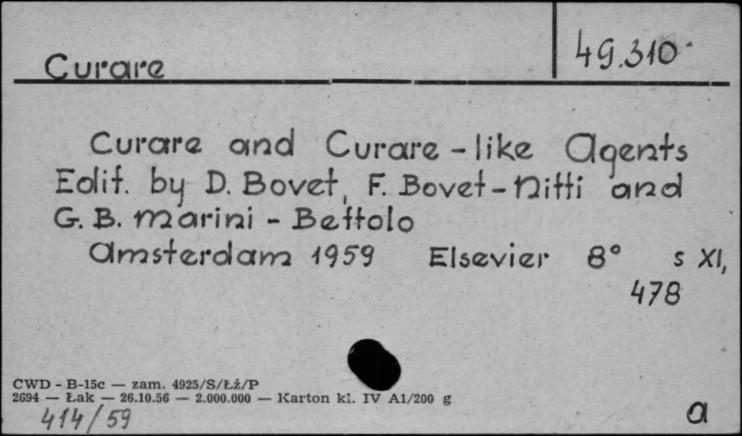 Curare
49.310
Curare and Curare-like Agents
Edit. by D. Bovet, F. Bovet-Nitti and
G. B. Marini - Bettolo
Amsterdam 1959 Elsevier 8° s XI,
478
CWD - B-15c — zam. 4925/S/Łź/P
2694 — Łak — 26.10.56 — 2.000.000 — Karton kl. IV A1/200 g
414/59
a